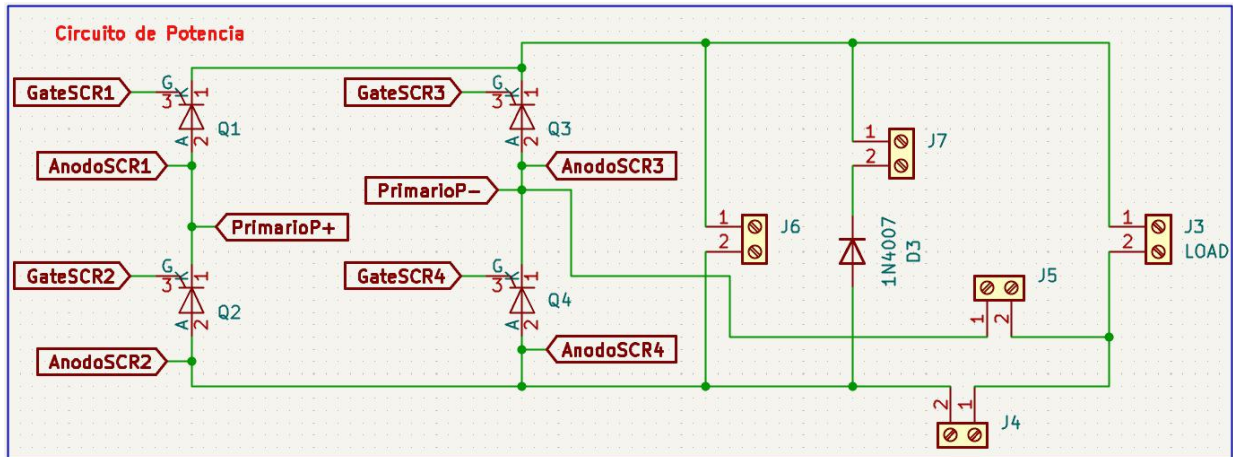 Circuito de Potencia
GateSCR1
G
K
3
1
A
2
Q1
AnodoSCR1
GateSCR3
G
K
3
1
A
2
Q3
AnodoSCR3
PrimarioP-
PrimarioP+
GateSCR2
G
K
3
1
A
2
Q2
AnodoSCR2
GateSCR4
G
K
3
1
A
2
Q4
AnodoSCR4
1
2
J6
1
2
J7
1N4007
D3
1
2
J3
LOAD
J5
1
2
2
1
J4